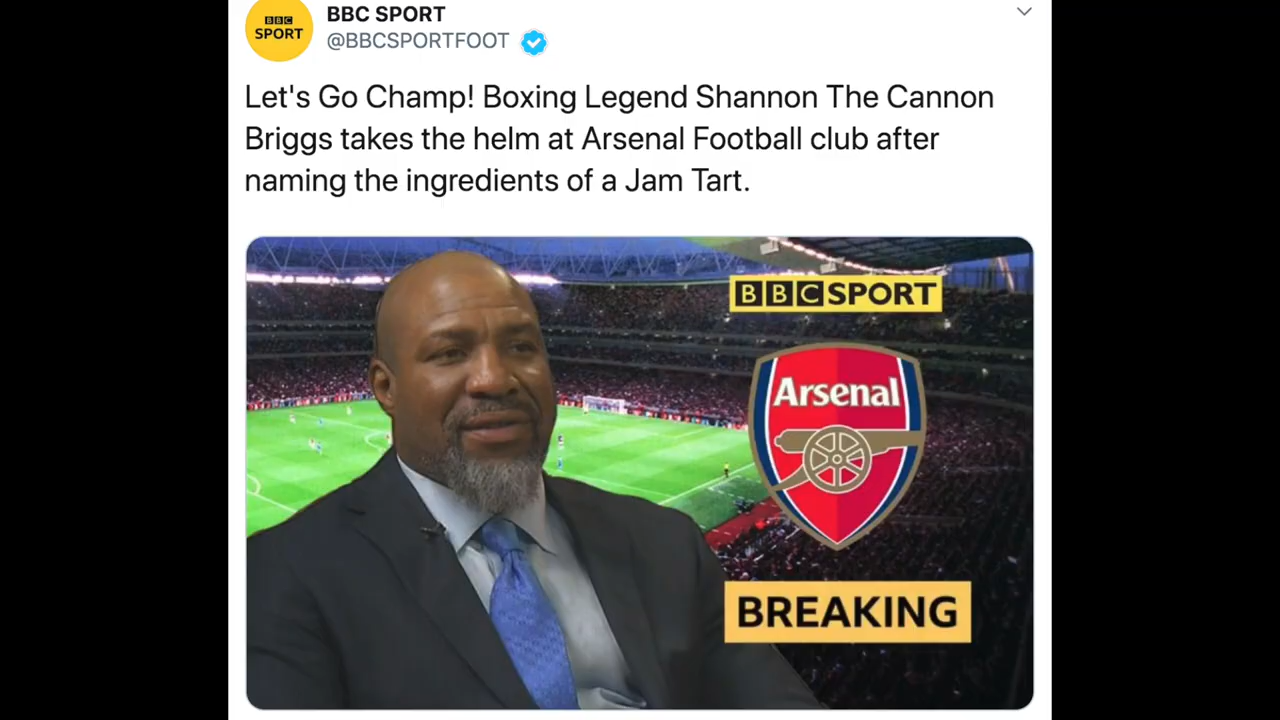 BBC
SPORT
BBC SPORT
@BBCSPORTFOOT
Let's Go Champ! Boxing Legend Shannon The Cannon
Briggs takes the helm at Arsenal Football club after
naming the ingredients of a Jam Tart.
BBC SPORT
Arsenal
BREAKING